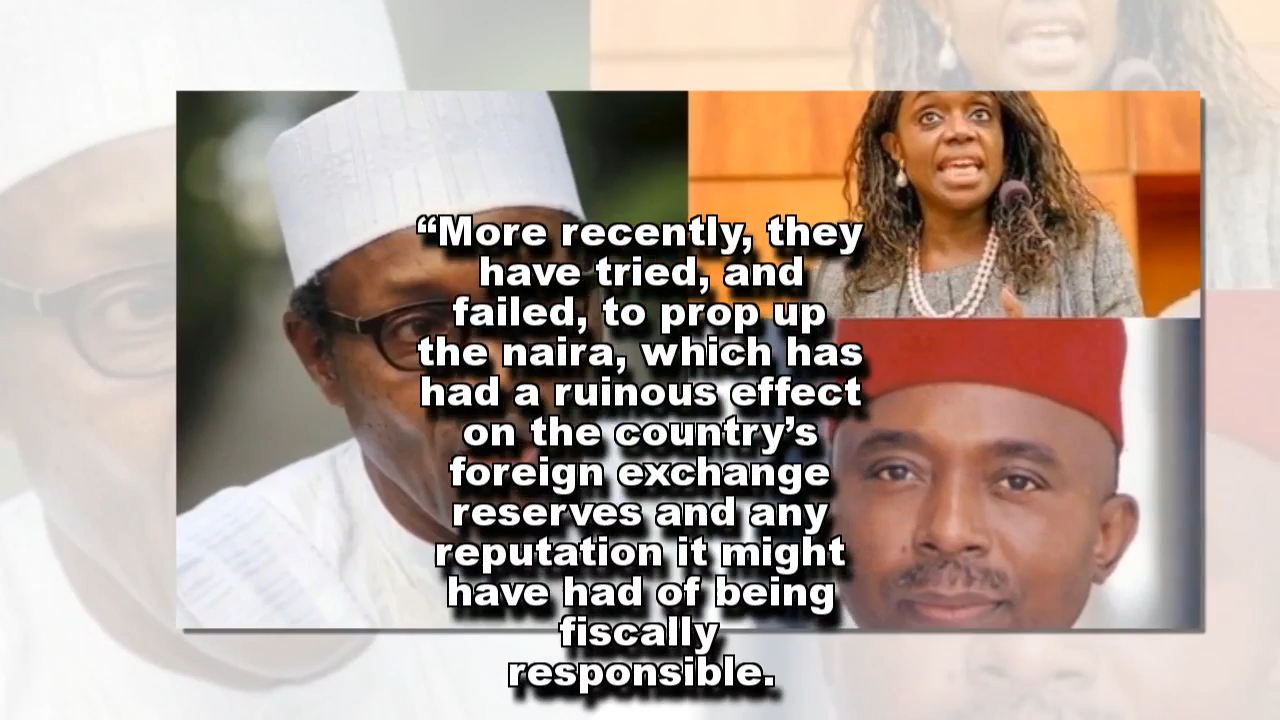 “More recently, they
have tried, and
failed, to prop up
the naira, which has
had a ruinous effect
on the country’s
foreign exchange
reserves and any
reputation it might
have had of being
fiscally
responsible.